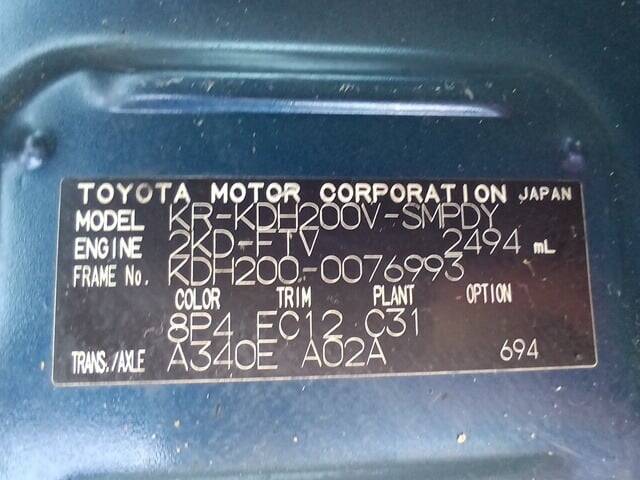 TOYOTA MOTOR CORPORATION JAPAN
MODEL KR-KDH200V-SMPDY
ENGINE 2KD-FTV 2494 mL
FRAME No. KDH200-0076993
COLOR TRIM PLANT OPTION
8P4 EC12 C31
TRANS./AXLE A340E A02A 694